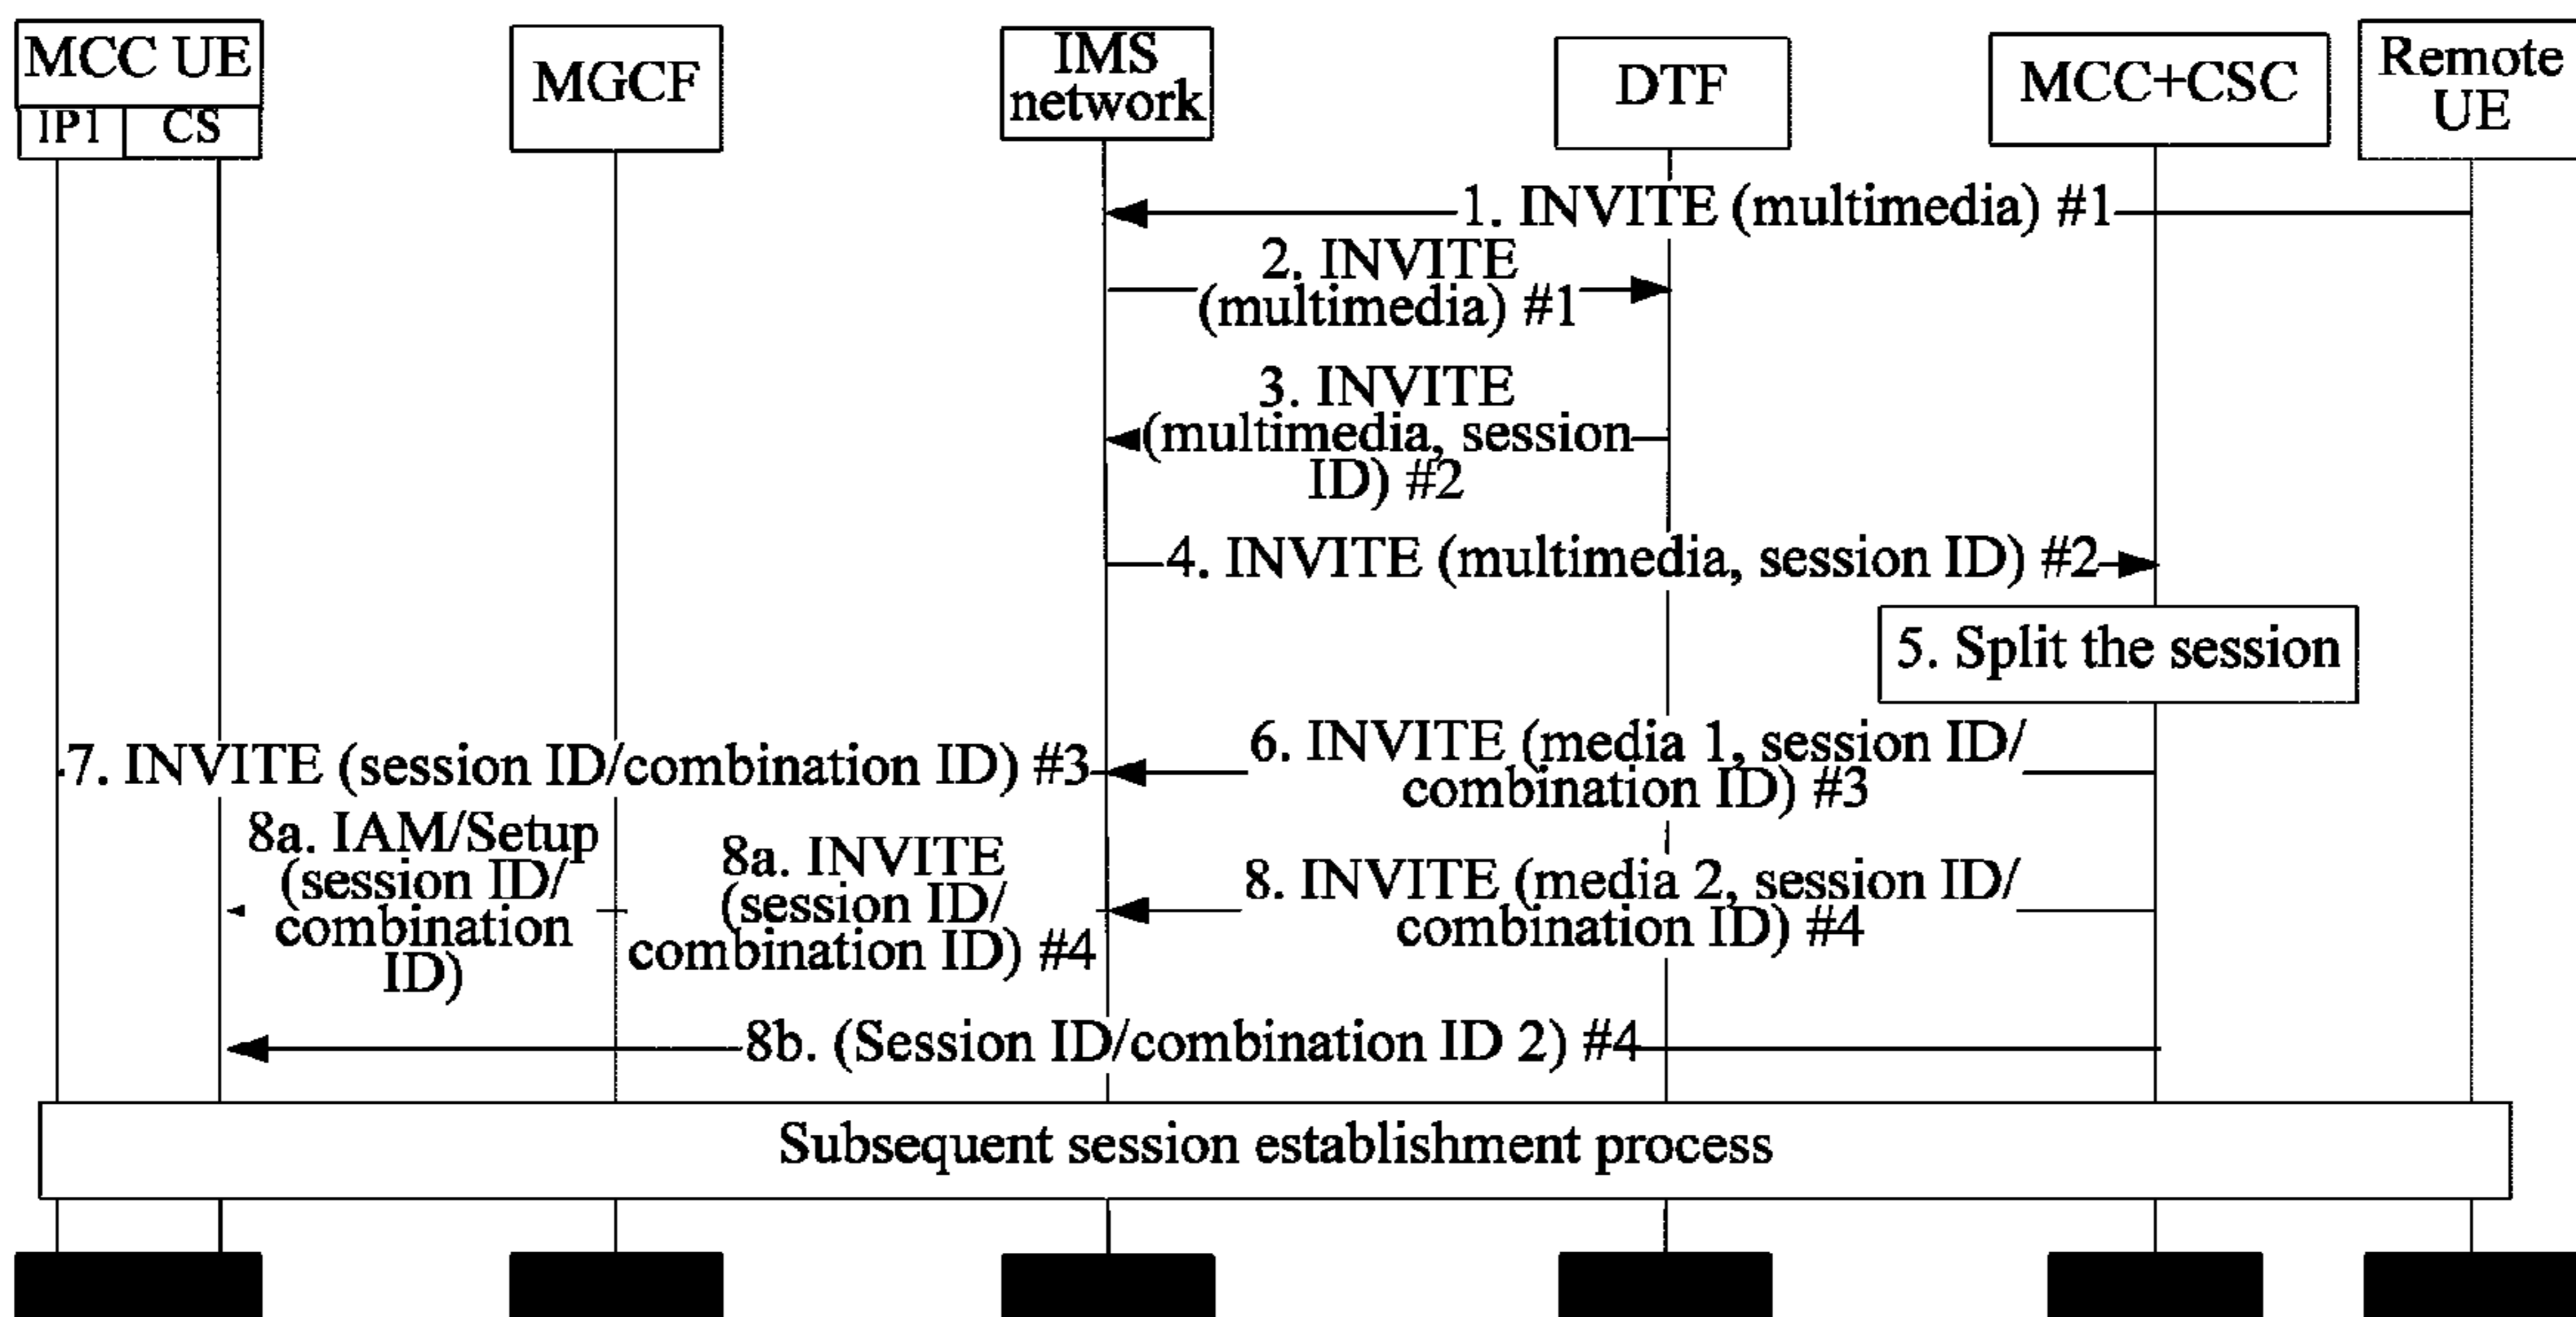 MCC UE
IP1
CS
MGCF
IMS
network
DTF
MCC+CSC
Remote
UE
1. INVITE (multimedia) #1
2. INVITE
(multimedia) #1
3. INVITE
(multimedia, session
ID) #2
4. INVITE (multimedia, session ID) #2
5. Split the session
6. INVITE (media 1, session ID/
combination ID) #3
7. INVITE (session ID/combination ID) #3
8a. IAM/Setup
(session ID/
combination
ID)
8a. INVITE
(session ID/
combination ID) #4
8. INVITE (media 2, session ID/
combination ID) #4
8b. (Session ID/combination ID 2) #4
Subsequent session establishment process